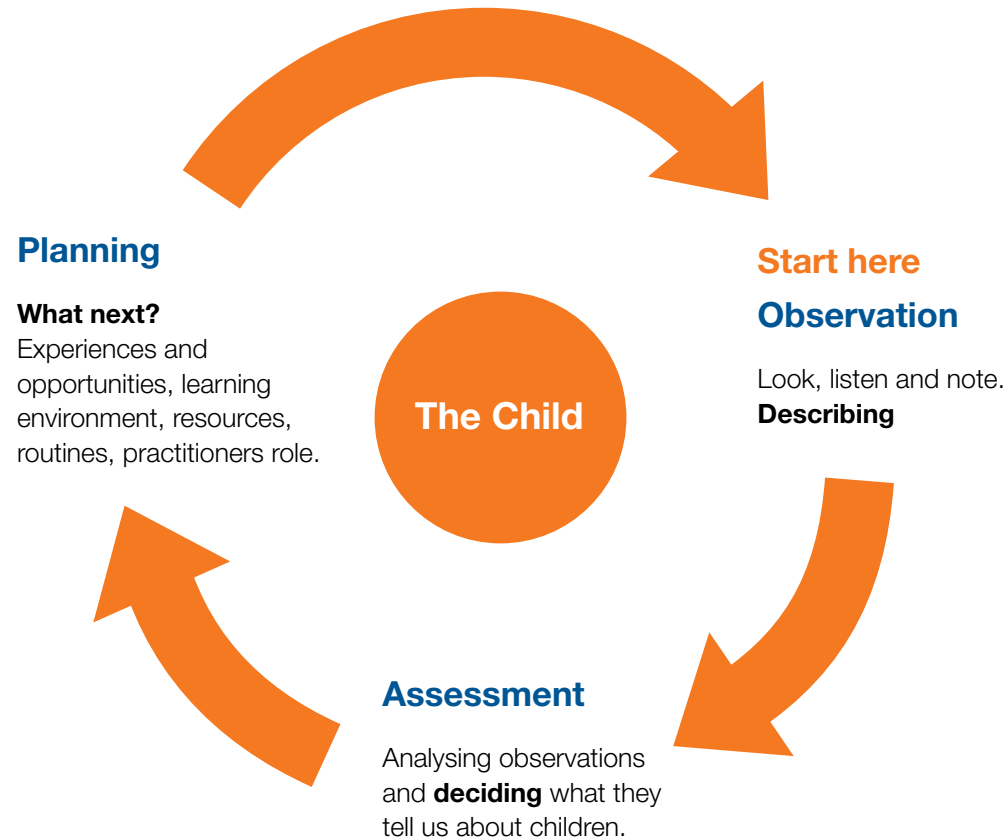 Planning
What next?
Experiences and
opportunities, learning
environment, resources,
routines, practitioners role.
The Child
Start here
Observation
Look, listen and note.
Describing
Assessment
Analysing observations
and deciding what they
tell us about children.